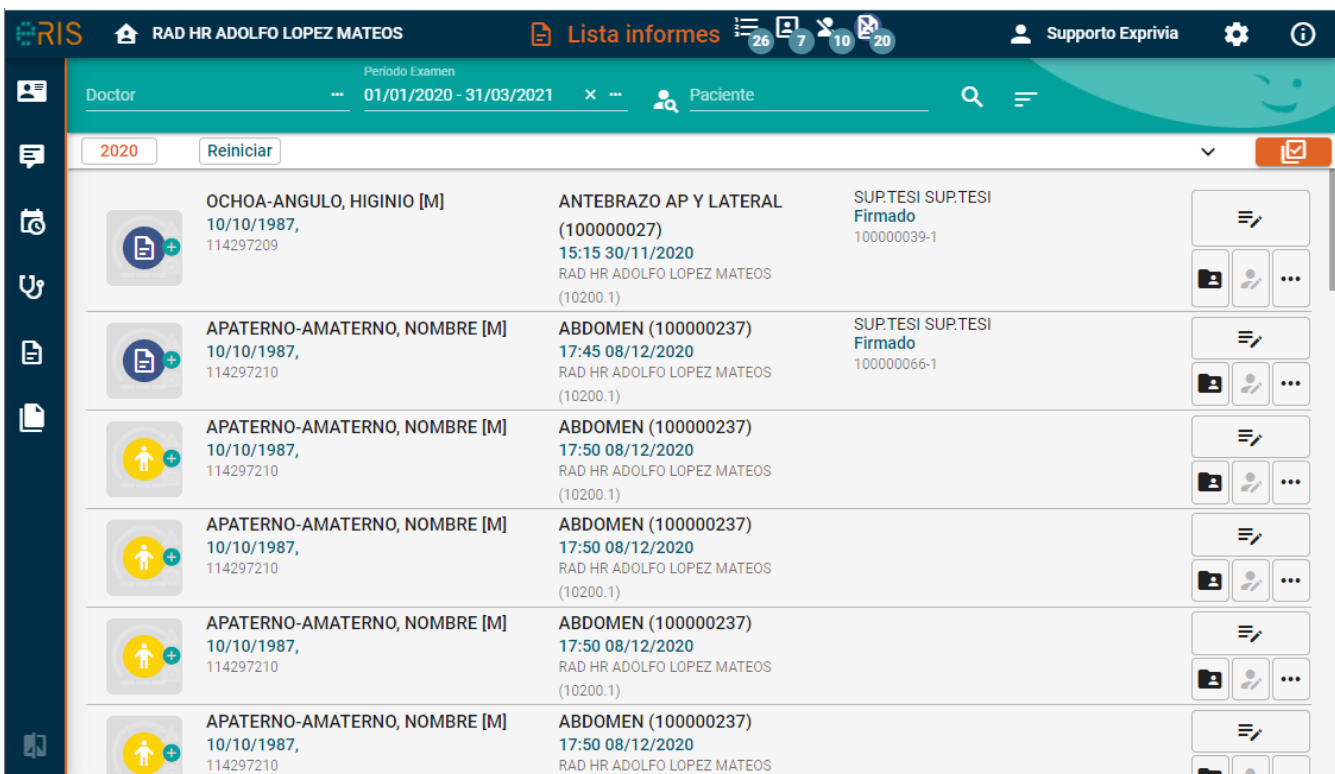 eRIS RAD HR ADOLFO LOPEZ MATEOS Lista informes 26 7 10 20 Supporto Exprivia
Período Examen
Doctor ... 01/01/2020 - 31/03/2021 × ... Paciente
2020 Reiniciar
OCHOA-ANGULO, HIGINIO [M]
10/10/1987,
114297209
ANTEBRAZO AP Y LATERAL
(100000027)
15:15 30/11/2020
RAD HR ADOLFO LOPEZ MATEOS
(10200.1)
SUP.TESI SUP.TESI
Firmado
100000039-1
APATERNO-AMATERNO, NOMBRE [M]
10/10/1987,
114297210
ABDOMEN (100000237)
17:45 08/12/2020
RAD HR ADOLFO LOPEZ MATEOS
(10200.1)
SUP.TESI SUP.TESI
Firmado
100000066-1
APATERNO-AMATERNO, NOMBRE [M]
10/10/1987,
114297210
ABDOMEN (100000237)
17:50 08/12/2020
RAD HR ADOLFO LOPEZ MATEOS
(10200.1)
APATERNO-AMATERNO, NOMBRE [M]
10/10/1987,
114297210
ABDOMEN (100000237)
17:50 08/12/2020
RAD HR ADOLFO LOPEZ MATEOS
(10200.1)
APATERNO-AMATERNO, NOMBRE [M]
10/10/1987,
114297210
ABDOMEN (100000237)
17:50 08/12/2020
RAD HR ADOLFO LOPEZ MATEOS
(10200.1)
APATERNO-AMATERNO, NOMBRE [M]
10/10/1987,
114297210
ABDOMEN (100000237)
17:50 08/12/2020
RAD HR ADOLFO LOPEZ MATEOS